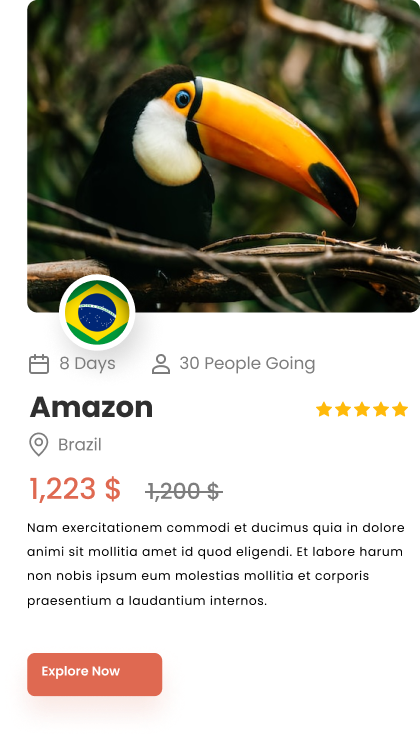 8 Days
30 People Going
Amazon
Brazil
1,223 $ 1,200 $
Nam exercitationem commodi et ducimus quia in dolore
animi sit mollitia amet id quod eligendi. Et labore harum
non nobis ipsum eum molestias mollitia et corporis
praesentium a laudantium internos.
Explore Now